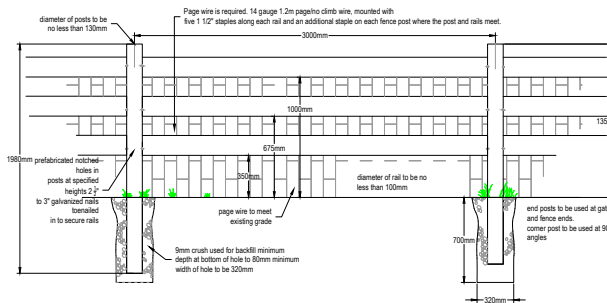 diameter of posts to be
no less than 130mm
Page wire is required. 14 gauge 1.2m page/no climb wire, mounted with
five 1 1/2" staples along each rail and an additional staple on each fence post where the post and rails meet.
3000mm
1000mm
135
675mm
1980mm
prefabricated notched
holes in
posts at specified
heights 2 ½"
to 3" galvanized nails
toenailed
in to secure rails
350mm
diameter of rail to be no
less than 100mm
page wire to meet
existing grade
700mm
end posts to be used at gat
and fence ends.
corner post to be used at 90
angles
9mm crush used for backfill minimum
depth at bottom of hole to 80mm minimum
width of hole to be 320mm
320mm